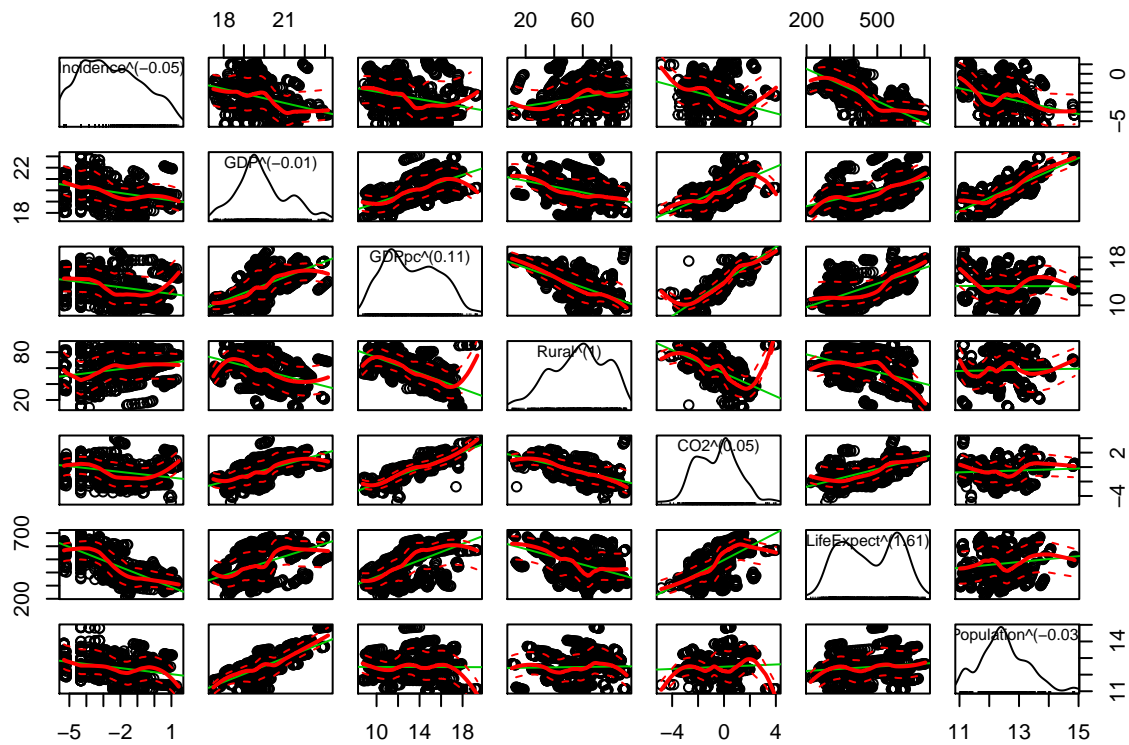 18 21 20 60 200 500
Incidence^(−0.05)
0
−5
22
18
GDP^(−0.01)
GDPpc^(0.11)
18
10
80
20
Rural^(1)
CO2^(0.05)
2
−4
700
200
LifeExpect^(1.61)
Population^(−0.03
14
11
−5 −2 1 10 14 18 −4 0 4 11 13 15